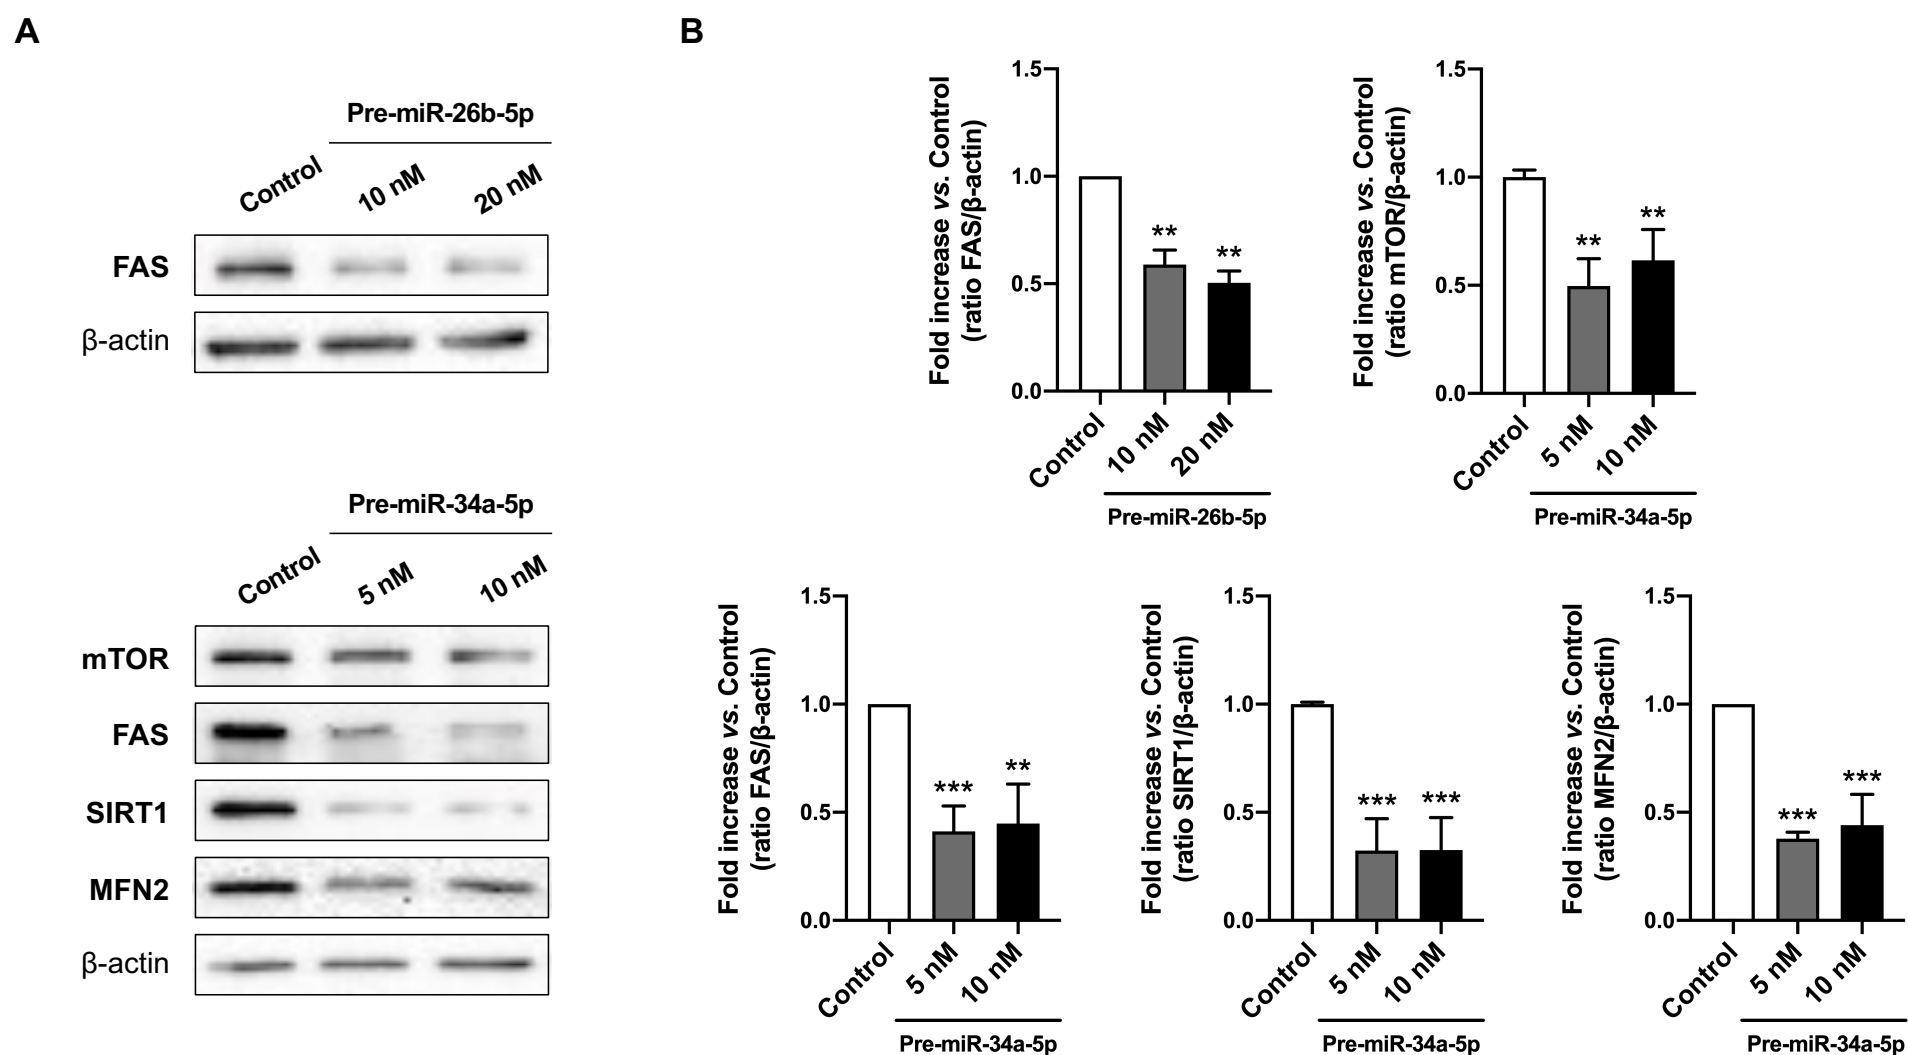 A
Pre-miR-26b-5p
Control
10 nM
20 nM
FAS
β-actin
Pre-miR-34a-5p
Control
5 nM
10 nM
mTOR
FAS
SIRT1
MFN2
β-actin
B
Fold increase vs. Control
(ratio FAS/β-actin)
1.5
1.0
0.5
0.0
**
**
Control
10 nM
20 nM
Pre-miR-26b-5p
Fold increase vs. Control
(ratio mTOR/β-actin)
1.5
1.0
0.5
0.0
**
**
Control
5 nM
10 nM
Pre-miR-34a-5p
Fold increase vs. Control
(ratio FAS/β-actin)
1.5
1.0
0.5
0.0
***
**
Control
5 nM
10 nM
Pre-miR-34a-5p
Fold increase vs. Control
(ratio SIRT1/β-actin)
1.5
1.0
0.5
0.0
***
***
Control
5 nM
10 nM
Pre-miR-34a-5p
Fold increase vs. Control
(ratio MFN2/β-actin)
1.5
1.0
0.5
0.0
***
***
Control
5 nM
10 nM
Pre-miR-34a-5p